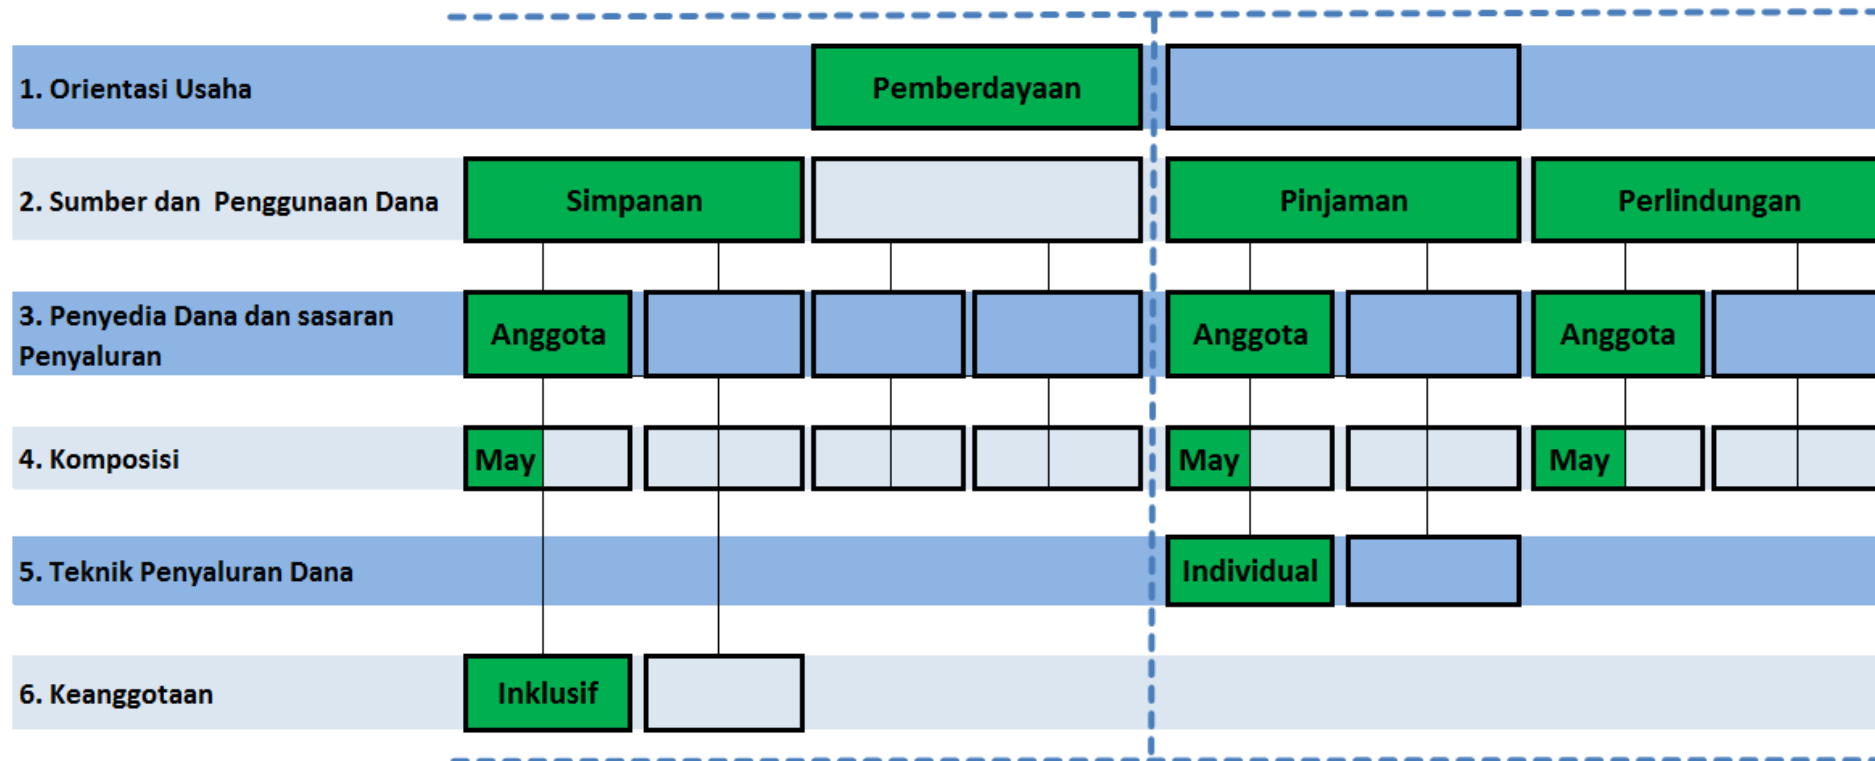 1. Orientasi Usaha
Pemberdayaan
2. Sumber dan Penggunaan Dana
Simpanan
Pinjaman
Perlindungan
3. Penyedia Dana dan sasaran
Penyaluran
Anggota
Anggota
Anggota
4. Komposisi
May
May
May
5. Teknik Penyaluran Dana
Individual
6. Keanggotaan
Inklusif